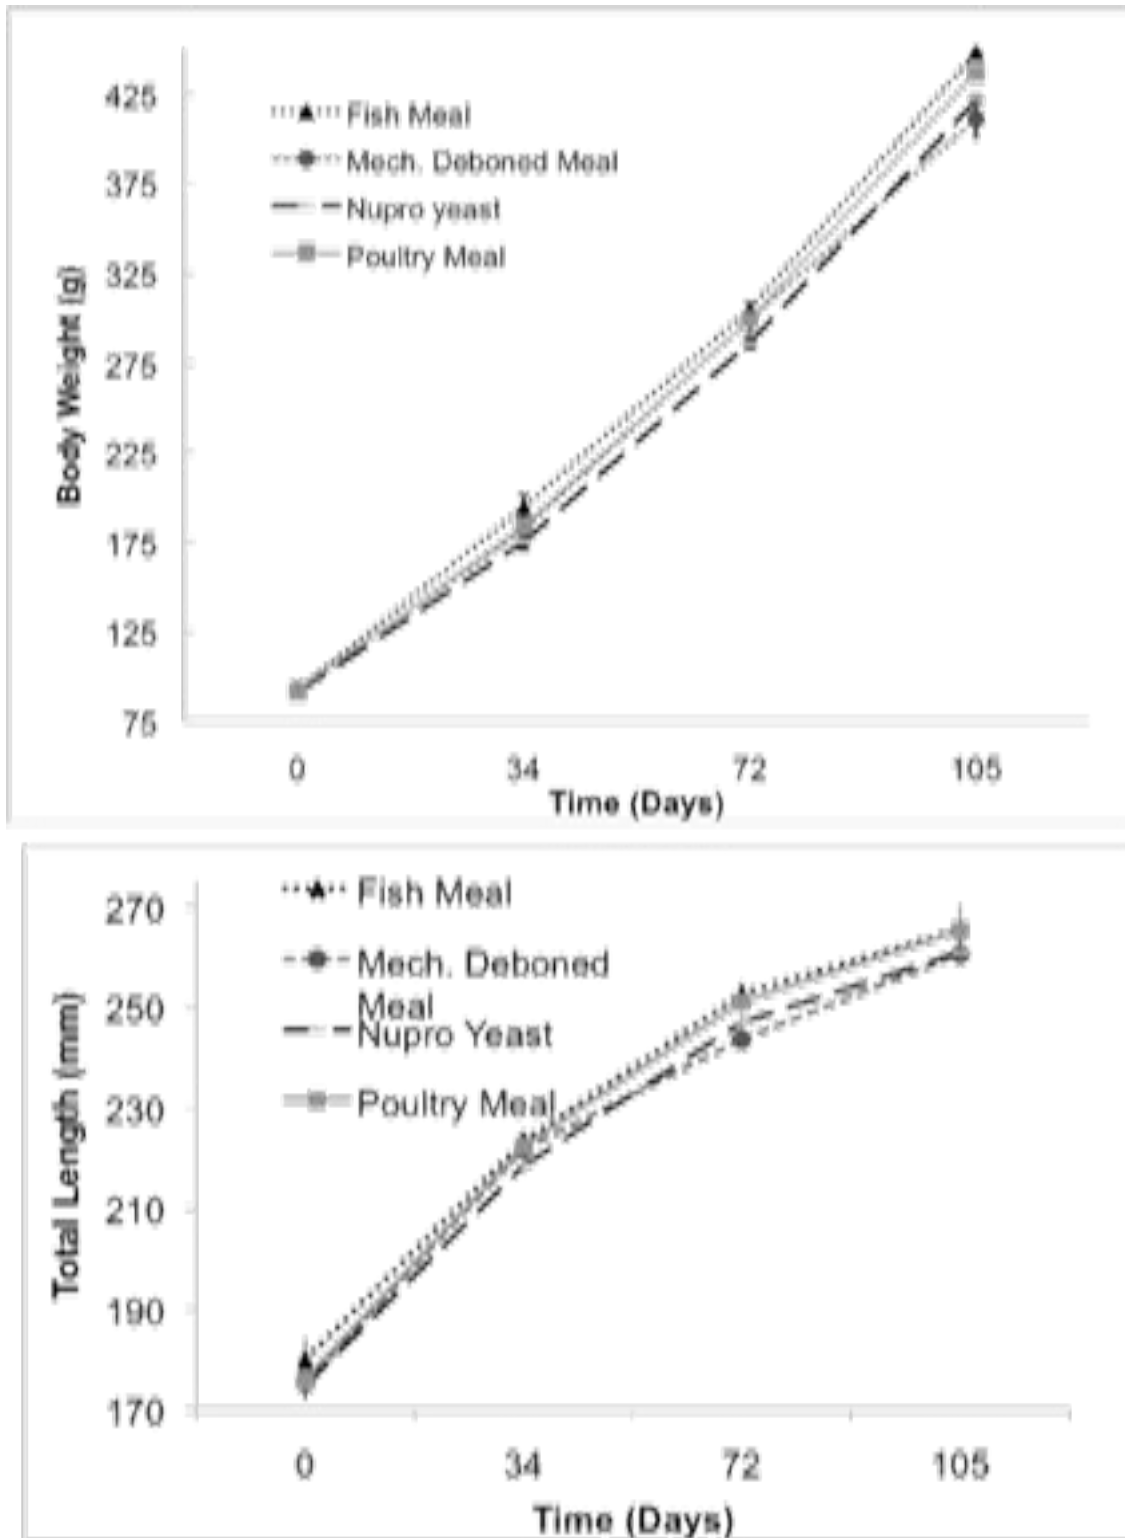 425
375
325
275
225
175
125
75
Body Weight (g)
Fish Meal
Mech. Deboned Meal
Nupro yeast
Poultry Meal
0 34 72 105
Time (Days)
270
250
230
210
190
170
Total Length (mm)
Fish Meal
Mech. Deboned
Meal
Nupro Yeast
Poultry Meal
0 34 72 105
Time (Days)